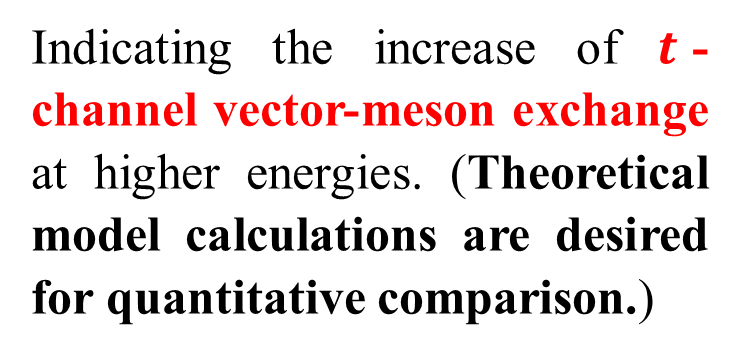 Indicating the increase of t -
channel vector-meson exchange
at higher energies. (Theoretical
model calculations are desired
for quantitative comparison.)